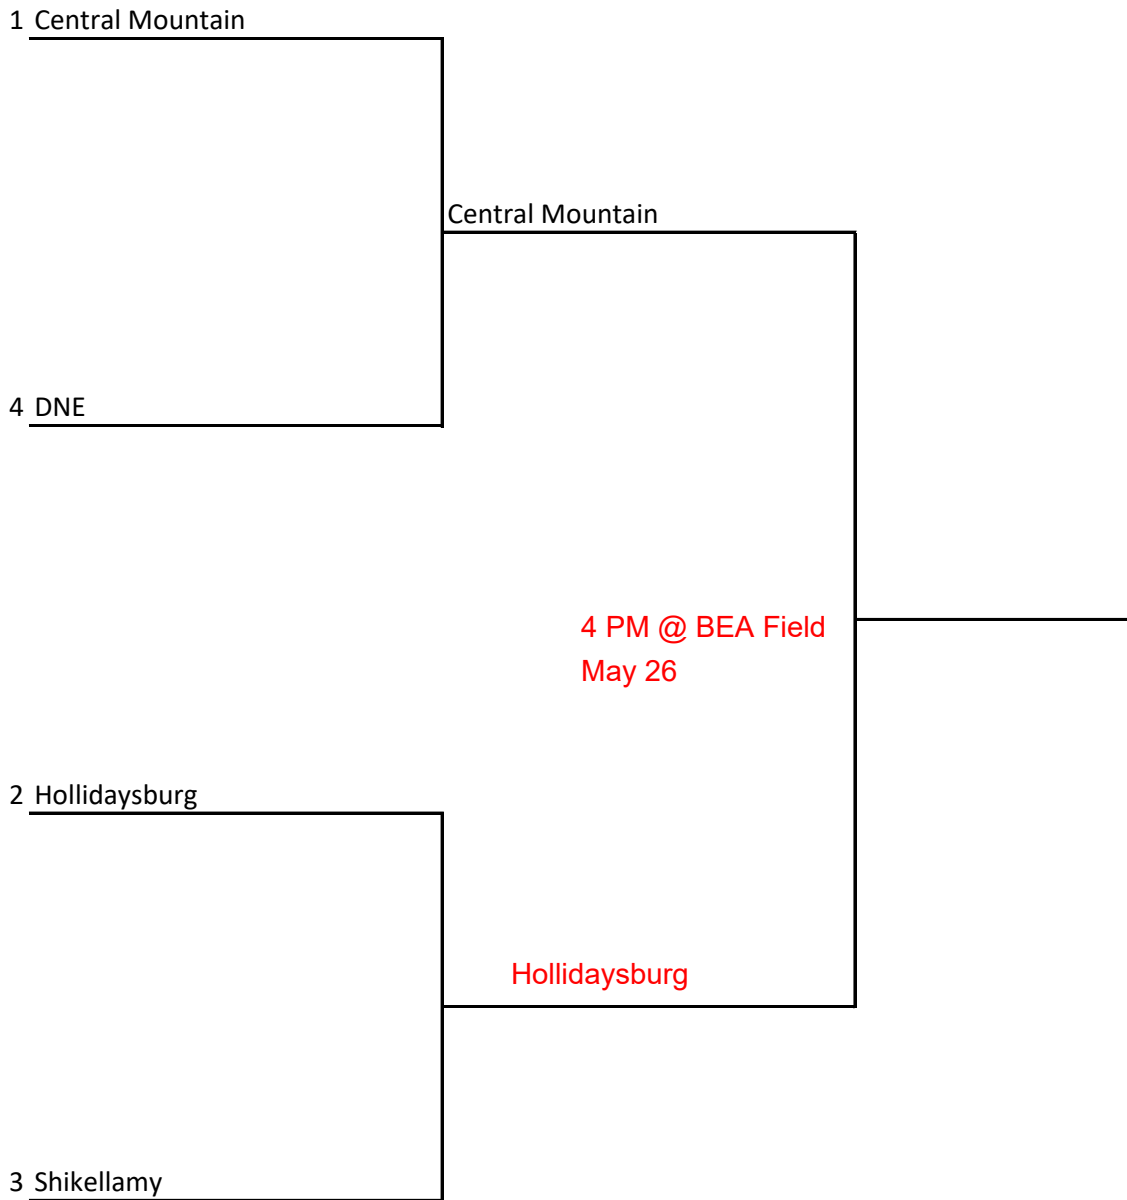 1 Central Mountain
Central Mountain
4 DNE
4 PM @ BEA Field
May 26
2 Hollidaysburg
Hollidaysburg
3 Shikellamy